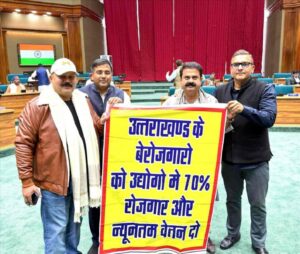 उत्तराखण्ड के
बेरोजगारो
को उद्योगो मे 70%
रोजगार और
न्यूनतम वेतन दो